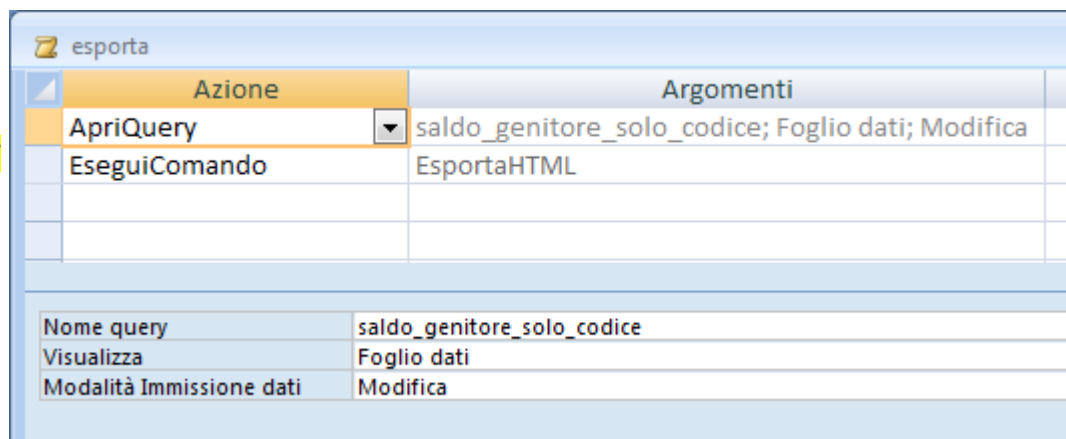 esporta
Azione Argomenti
ApriQuery saldo_genitore_solo_codice; Foglio dati; Modifica
EseguiComando EsportaHTML
Nome query saldo_genitore_solo_codice
Visualizza Foglio dati
Modalità Immissione dati Modifica